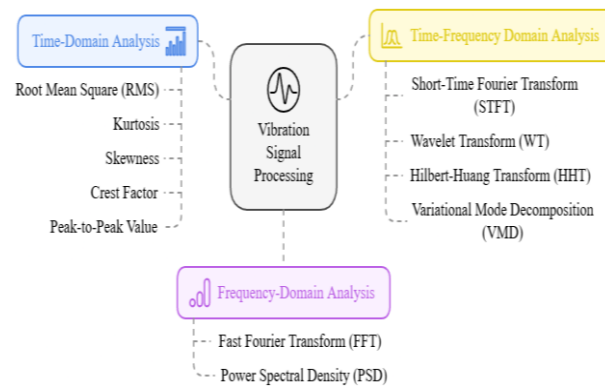 Time-Domain Analysis
Root Mean Square (RMS)
Kurtosis
Skewness
Crest Factor
Peak-to-Peak Value
Vibration
Signal
Processing
Time-Frequency Domain Analysis
Short-Time Fourier Transform
(STFT)
Wavelet Transform (WT)
Hilbert-Huang Transform (HHT)
Variational Mode Decomposition
(VMD)
Frequency-Domain Analysis
Fast Fourier Transform (FFT)
Power Spectral Density (PSD)